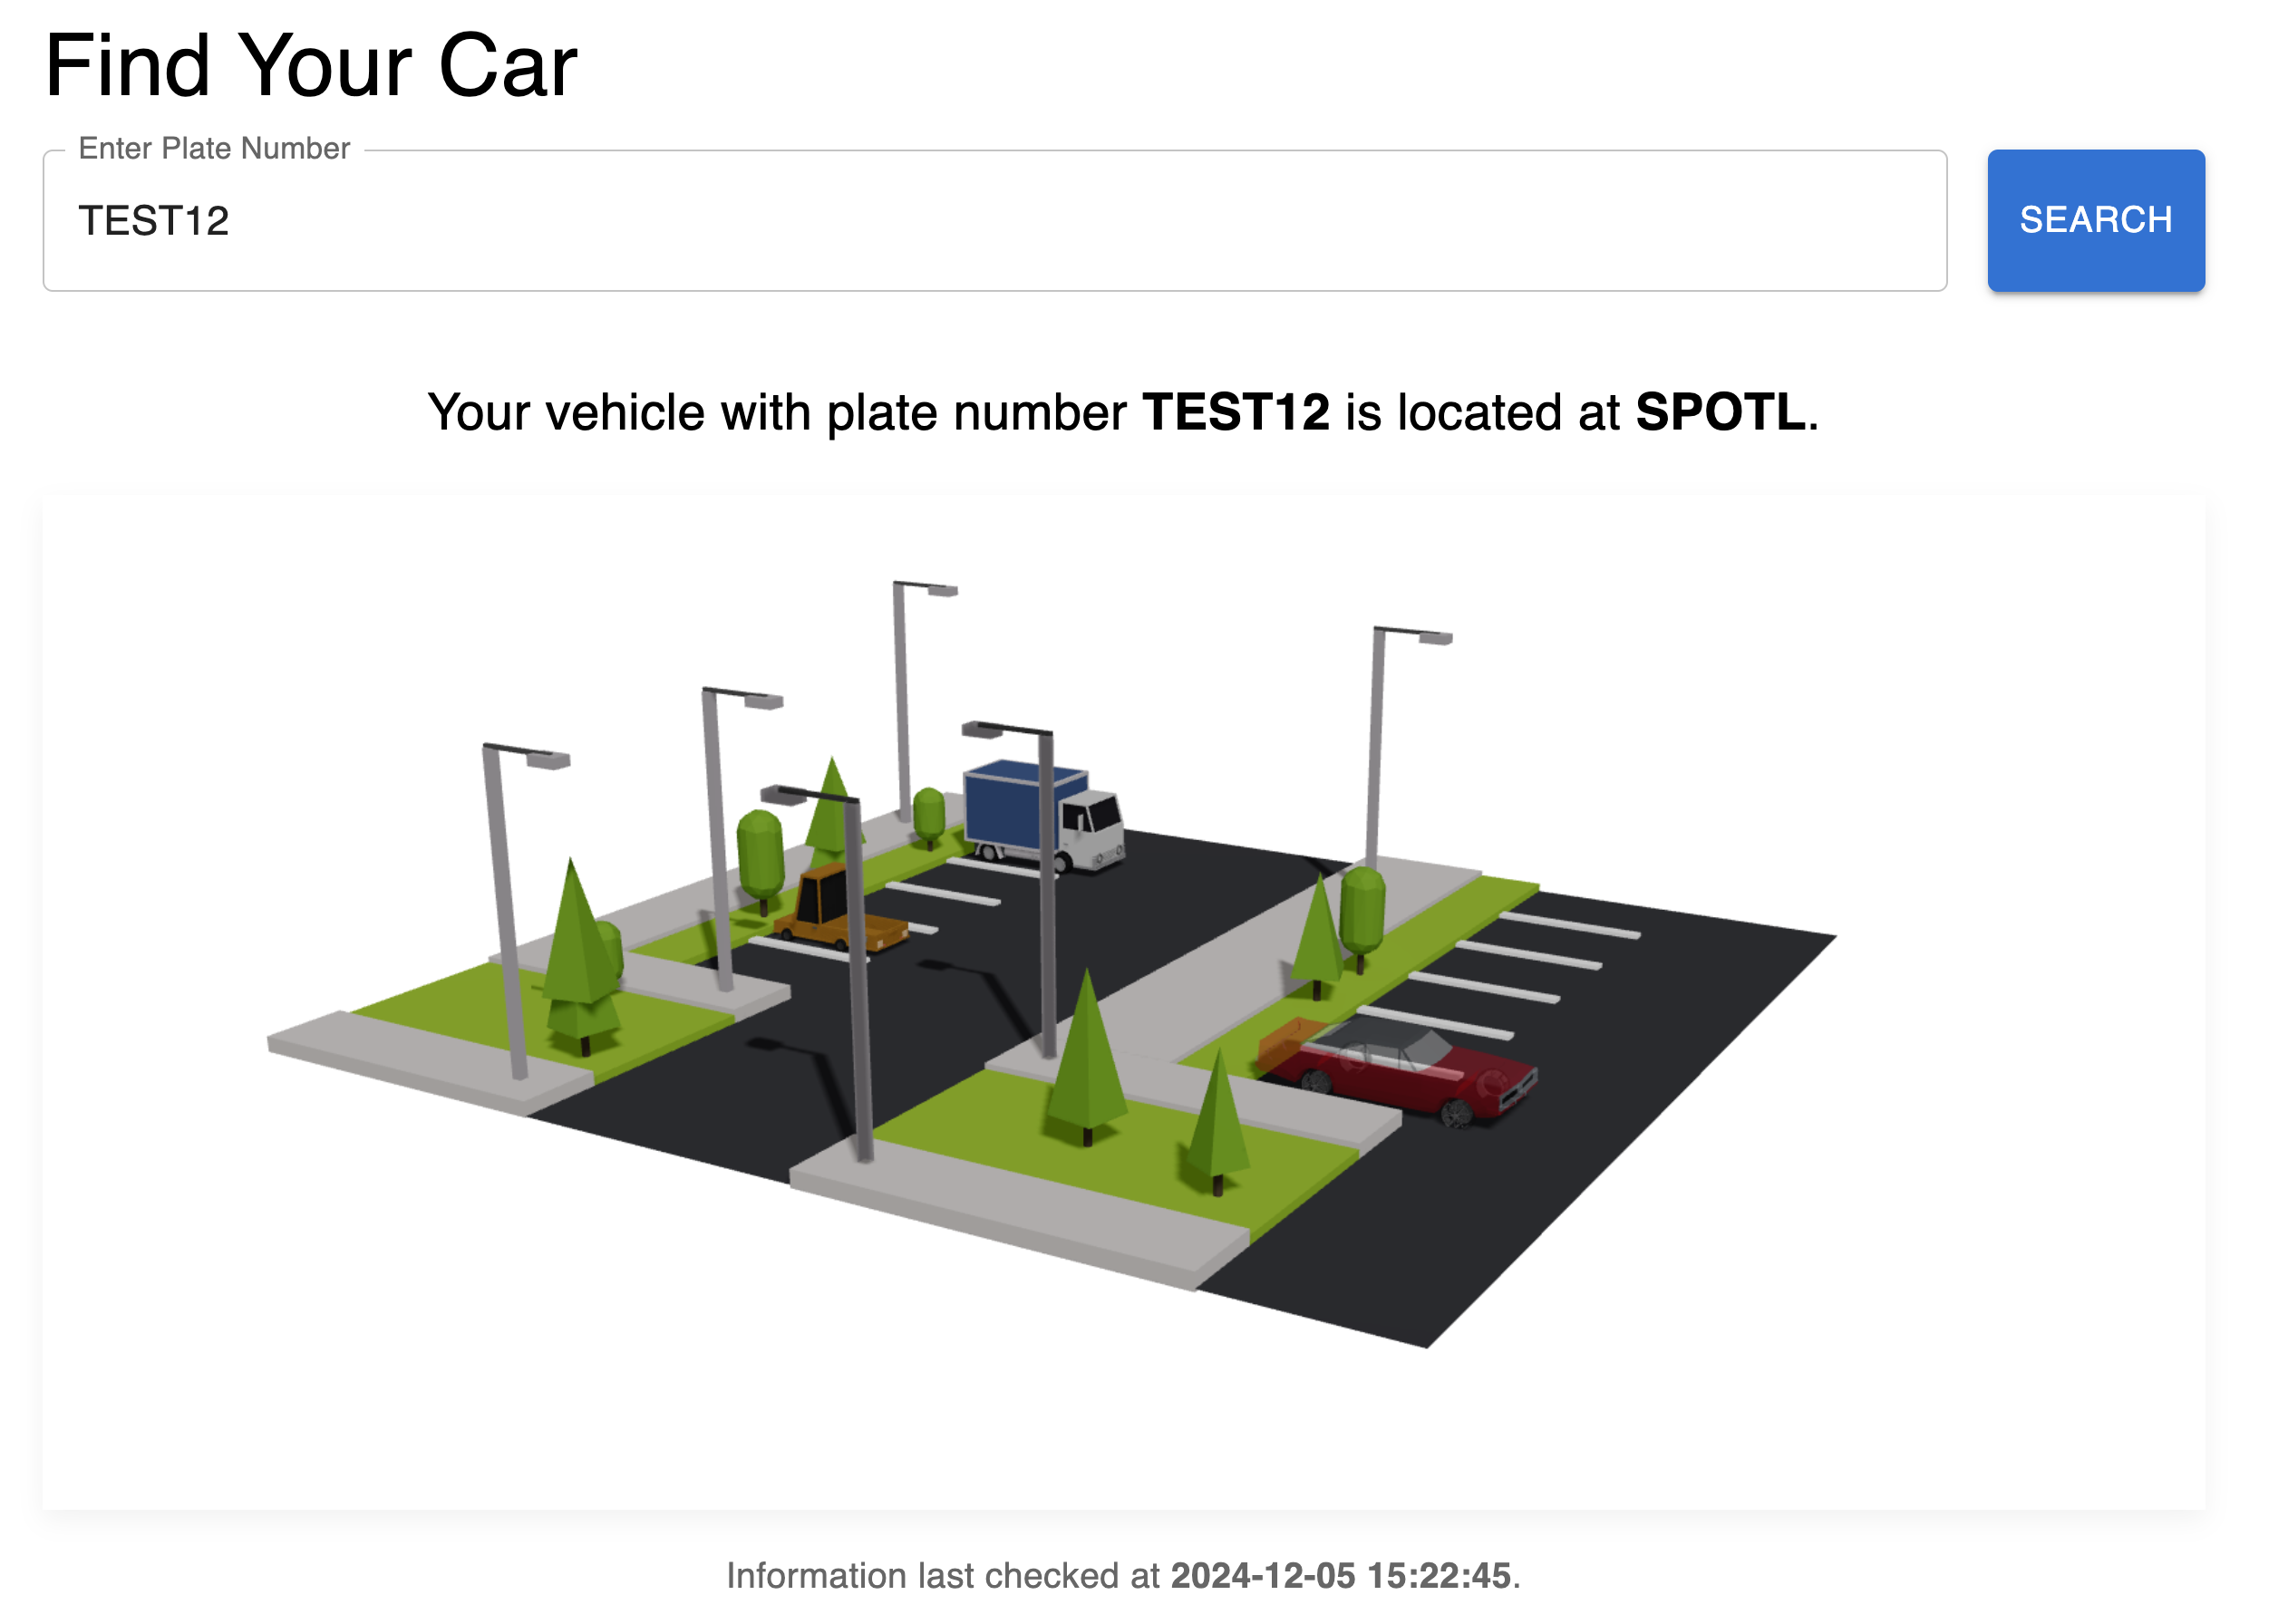 Find Your Car
Enter Plate Number
TEST12
SEARCH
Your vehicle with plate number TEST12 is located at SPOTL.
Information last checked at 2024-12-05 15:22:45.